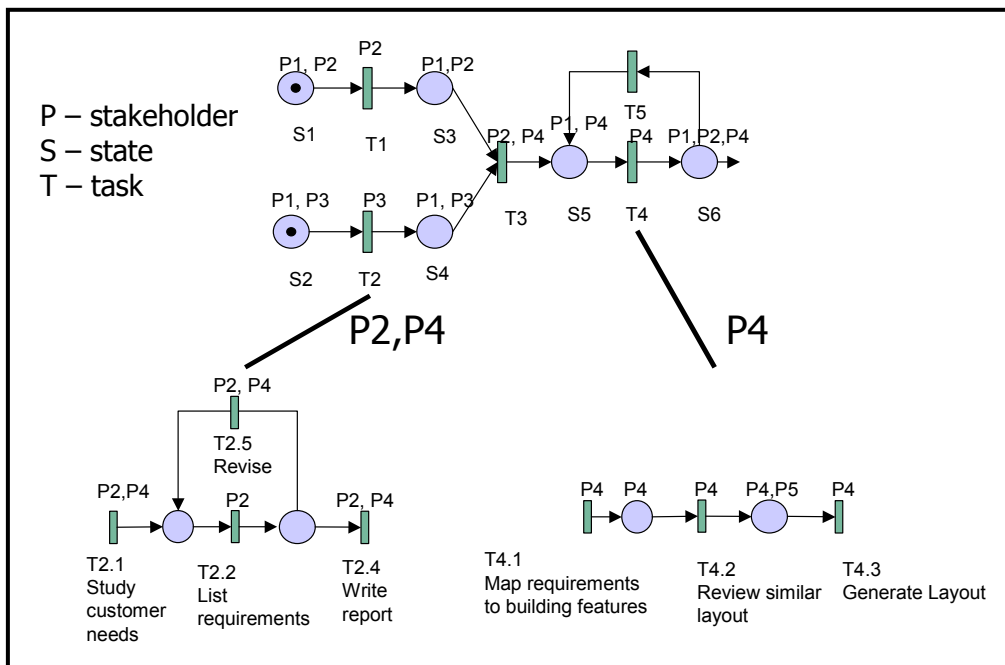 P – stakeholder
S – state
T – task
P1, P2
P2
P1,P2
S1
T1
S3
P1, P3
P3
P1, P3
S2
T2
S4
P2, P4
T3
P1, P4
S5
T5
P4
T4
P1,P2,P4
S6
P2,P4
P4
P2, P4
T2.5
Revise
P2,P4
P2
P2, P4
T2.1
Study
customer
needs
T2.2
List
requirements
T2.4
Write
report
P4
P4
P4
P4,P5
P4
T4.1
Map requirements
to building features
T4.2
Review similar
layout
T4.3
Generate Layout